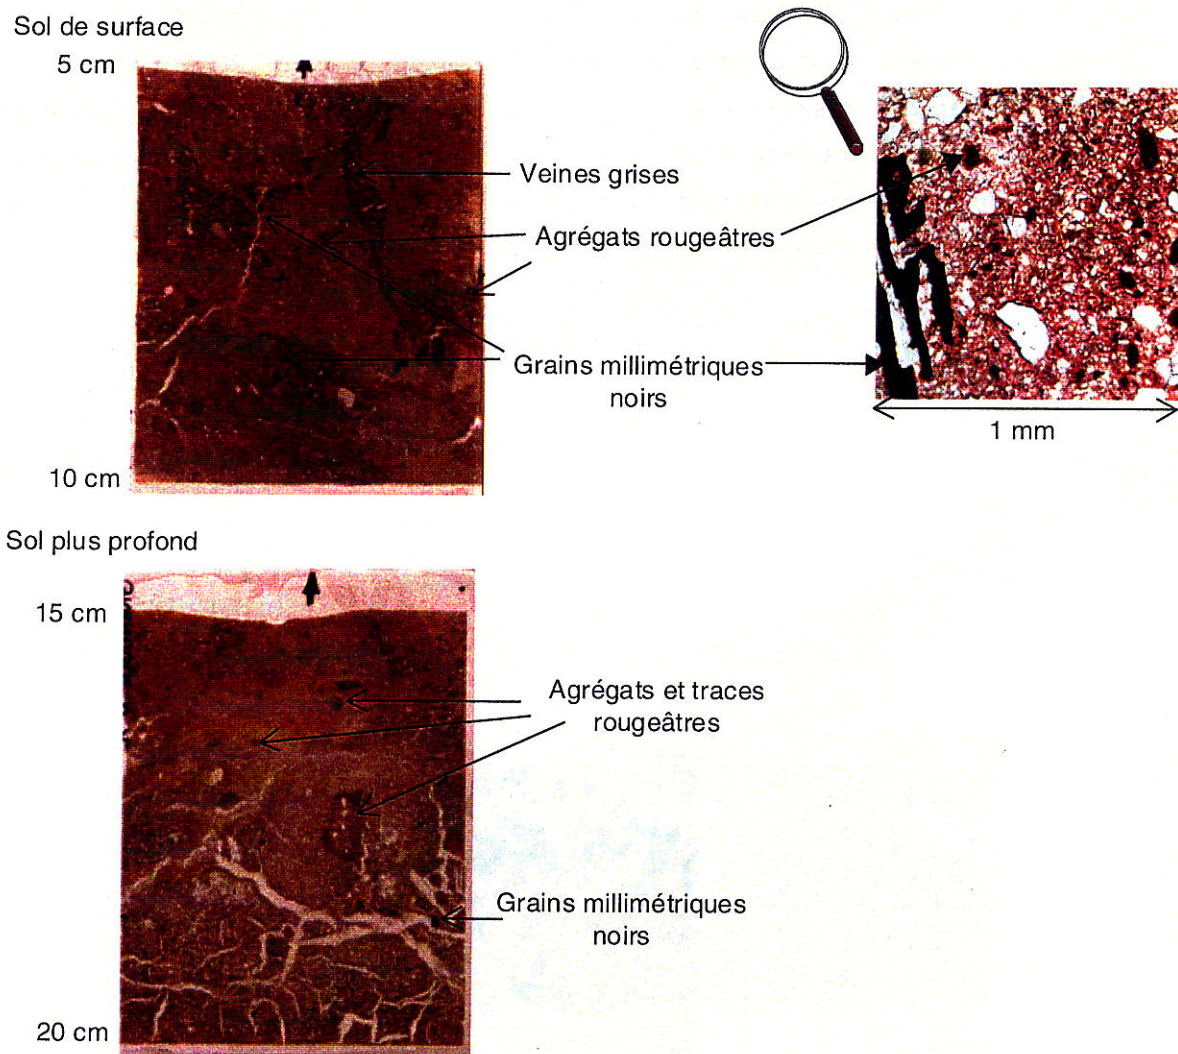 Sol de surface
5 cm
Veines grises
Agrégats rougeâtres
Grains millimétriques
noirs
1 mm
10 cm
Sol plus profond
15 cm
Agrégats et traces
rougeâtres
Grains millimétriques
noirs
20 cm